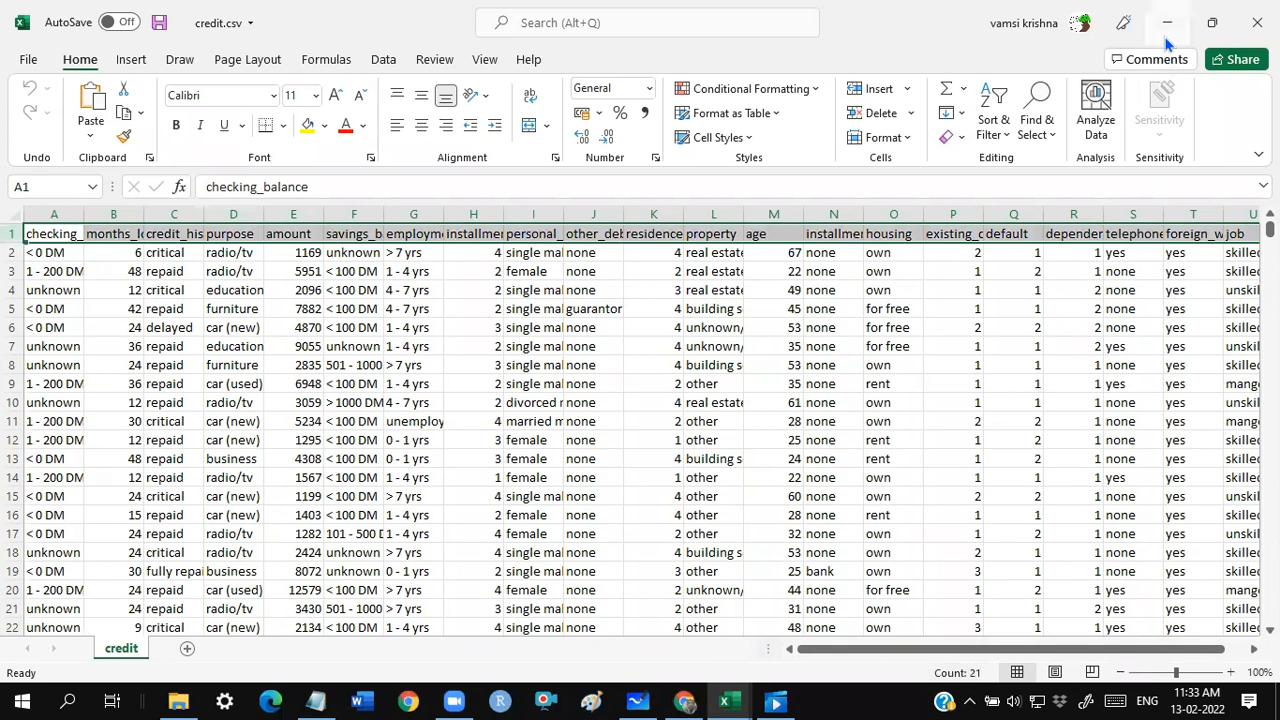 AutoSave Off credit.csv Search (Alt+Q) vamsi krishna
File Home Insert Draw Page Layout Formulas Data Review View Help Comments Share
Calibri 11 General Conditional Formatting Insert
Paste Format as Table Delete Sort & Find & Analyze Sensitivity
B I U A % Cell Styles Format Filter Select Data
Undo Clipboard Font Alignment Number Styles Cells Editing Analysis Sensitivity
A1 fx checking_balance
A B C D E F G H I J K L M N O P Q R S T U
1 checking_ months_l credit_his purpose amount savings_b employme installmer personal_ other_deb residence property age installmer housing existing_c default depender telephone foreign_w job
2 < 0 DM 6 critical radio/tv 1169 unknown > 7 yrs 4 single mal none 4 real estate 67 none own 2 1 1 yes yes skilled
3 1 - 200 DM 48 repaid radio/tv 5951 < 100 DM 1 - 4 yrs 2 female none 2 real estate 22 none own 1 2 1 none yes skilled
4 unknown 12 critical education 2096 < 100 DM 4 - 7 yrs 2 single mal none 3 real estate 49 none own 1 1 2 none yes unskil
5 < 0 DM 42 repaid furniture 7882 < 100 DM 4 - 7 yrs 2 single mal guarantor 4 building s 45 none for free 1 1 2 none yes skilled
6 < 0 DM 24 delayed car (new) 4870 < 100 DM 1 - 4 yrs 3 single mal none 4 unknown/ 53 none for free 2 2 2 none yes skilled
7 unknown 36 repaid education 9055 unknown 1 - 4 yrs 2 single mal none 4 unknown/ 35 none for free 1 1 2 yes yes unskil
8 unknown 24 repaid furniture 2835 501 - 1000 > 7 yrs 3 single mal none 4 building s 53 none own 1 1 1 none yes skilled
9 1 - 200 DM 36 repaid car (used) 6948 < 100 DM 1 - 4 yrs 2 single mal none 2 other 35 none rent 1 1 1 yes yes mang
10 unknown 12 repaid radio/tv 3059 > 1000 DM 4 - 7 yrs 2 divorced m none 4 real estate 61 none own 1 1 1 none yes unskil
11 1 - 200 DM 30 critical car (new) 5234 < 100 DM unemploy 4 married m none 2 other 28 none own 2 2 1 none yes mang
12 1 - 200 DM 12 repaid car (new) 1295 < 100 DM 0 - 1 yrs 3 female none 1 other 25 none rent 1 2 1 none yes skilled
13 < 0 DM 48 repaid business 4308 < 100 DM 0 - 1 yrs 3 female none 4 building s 24 none rent 1 2 1 none yes skilled
14 1 - 200 DM 12 repaid radio/tv 1567 < 100 DM 1 - 4 yrs 1 female none 1 other 22 none own 1 1 1 yes yes skilled
15 < 0 DM 24 critical car (new) 1199 < 100 DM > 7 yrs 4 single mal none 4 other 60 none own 2 2 1 none yes unskil
16 < 0 DM 15 repaid car (new) 1403 < 100 DM 1 - 4 yrs 2 female none 4 other 28 none rent 1 1 1 none yes skilled
17 < 0 DM 24 repaid radio/tv 1282 101 - 500 D 1 - 4 yrs 4 female none 2 other 32 none own 1 2 1 none yes unskil
18 unknown 24 critical radio/tv 2424 unknown > 7 yrs 4 single mal none 4 building s 53 none own 2 1 1 none yes skilled
19 < 0 DM 30 fully repai business 8072 unknown 0 - 1 yrs 2 single mal none 3 other 25 bank own 3 1 1 none yes skilled
20 1 - 200 DM 24 repaid car (used) 12579 < 100 DM > 7 yrs 4 female none 2 unknown/ 44 none for free 1 2 1 yes yes mang
21 unknown 24 repaid radio/tv 3430 501 - 1000 > 7 yrs 3 single mal none 2 other 31 none own 1 1 2 yes yes skilled
22 unknown 9 critical car (new) 2134 < 100 DM 1 - 4 yrs 4 single mal none 4 other 48 none own 3 1 1 yes yes skilled
credit
Ready Count: 21 100%
ENG 11:33 AM
13-02-2022